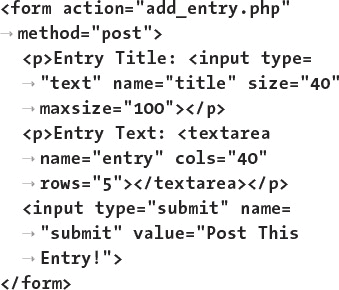 <form action="add_entry.php"
→ method="post">
<p>Entry Title: <input type=
→ "text" name="title" size="40"
→ maxsize="100"></p>
<p>Entry Text: <textarea
→ name="entry" cols="40"
→ rows="5"></textarea></p>
<input type="submit" name=
→ "submit" value="Post This
→ Entry!">
</form>